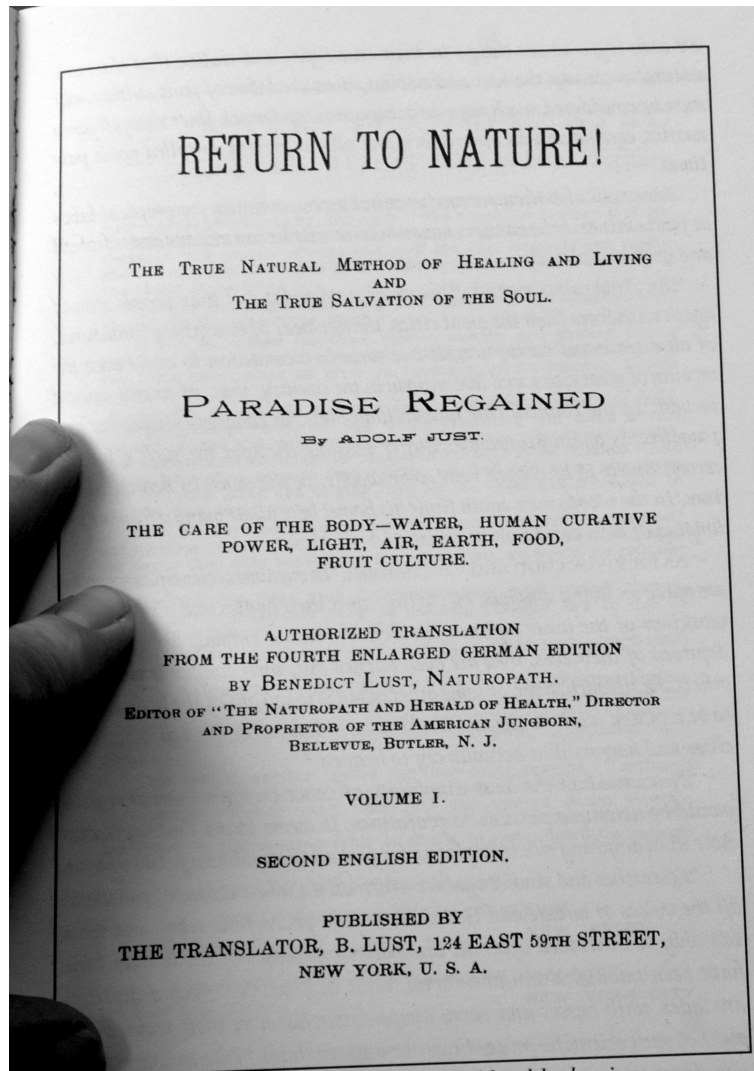 RETURN TO NATURE!
THE TRUE NATURAL METHOD OF HEALING AND LIVING
AND
THE TRUE SALVATION OF THE SOUL.
PARADISE REGAINED
By ADOLF JUST.
THE CARE OF THE BODY—WATER, HUMAN CURATIVE
POWER, LIGHT, AIR, EARTH, FOOD,
FRUIT CULTURE.
AUTHORIZED TRANSLATION
FROM THE FOURTH ENLARGED GERMAN EDITION
BY BENEDICT LUST, NATUROPATH.
EDITOR OF "THE NATUROPATH AND HERALD OF HEALTH," DIRECTOR
AND PROPRIETOR OF THE AMERICAN JUNGBORN,
BELLEVUE, BUTLER, N. J.
VOLUME I.
SECOND ENGLISH EDITION.
PUBLISHED BY
THE TRANSLATOR, B. LUST, 124 EAST 59TH STREET,
NEW YORK, U. S. A.